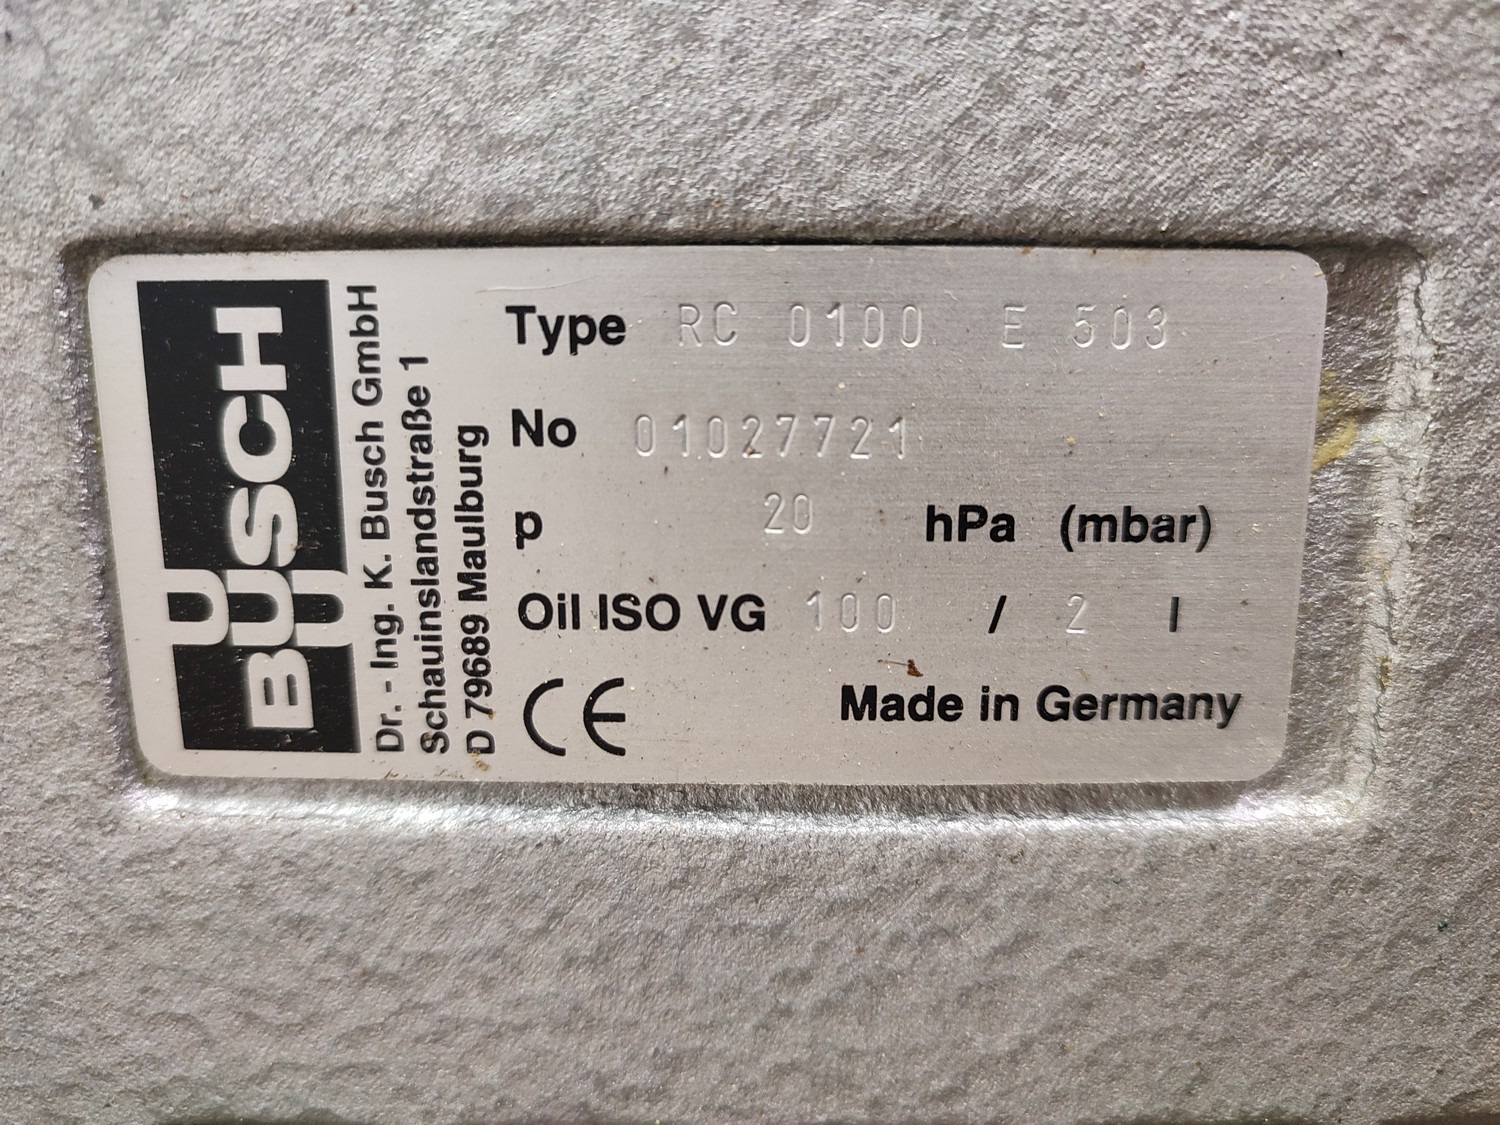 BUSCH
Dr. - Ing. K. Busch GmbH
Schauinslandstraße 1
D 79689 Maulburg
Type RC 0100 E 503
No 01027721
p 20 hPa (mbar)
Oil ISO VG 100 / 2 l
CE Made in Germany